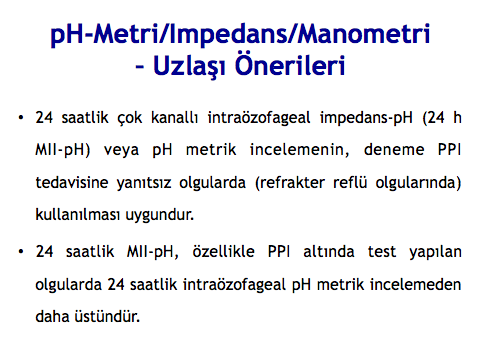 pH-Metri/Impedans/Manometri
– Uzlaşı Önerileri
• 24 saatlik çok kanallı intraözofageal impedans-pH (24 h
MII-pH) veya pH metrik incelemenin, deneme PPI
tedavisine yanıtsız olgularda (refrakter reflü olgularında)
kullanılması uygundur.
• 24 saatlik MII-pH, özellikle PPI altında test yapılan
olgularda 24 saatlik intraözofageal pH metrik incelemeden
daha üstündür.